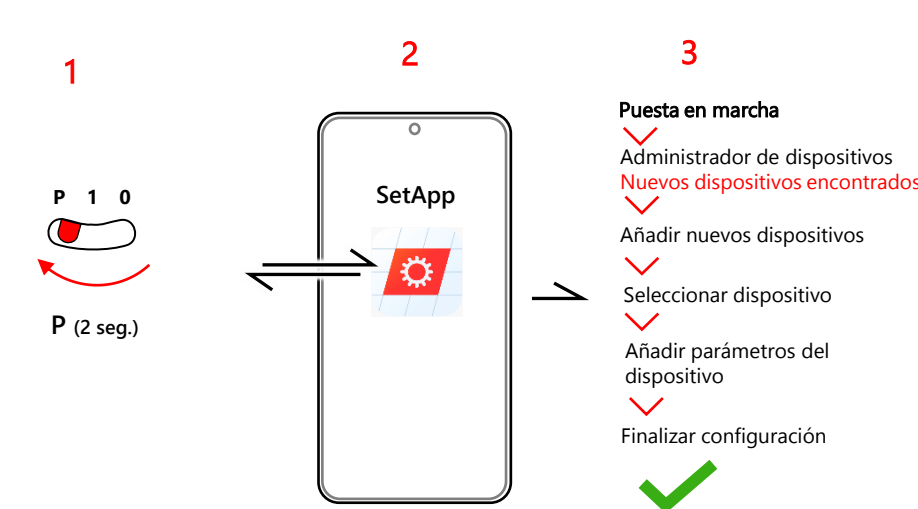 1
P 1 0
P (2 seg.)
2
SetApp
3
Puesta en marcha
Administrador de dispositivos
Nuevos dispositivos encontrados
Añadir nuevos dispositivos
Seleccionar dispositivo
Añadir parámetros del
dispositivo
Finalizar configuración